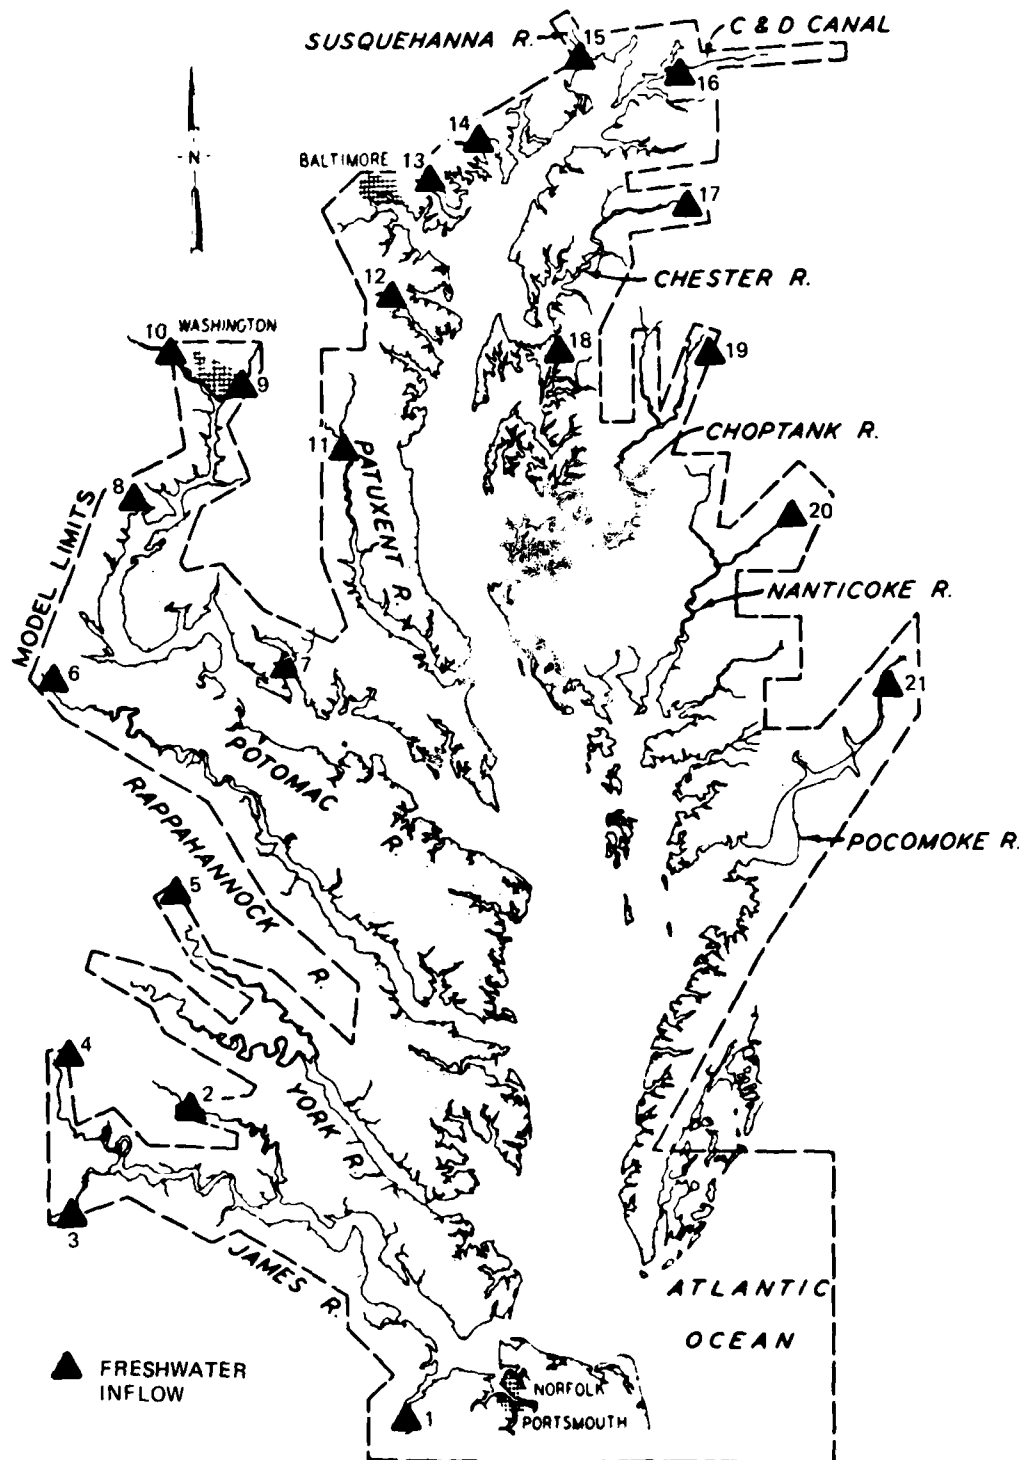 SUSQUEHANNA R.
15
C & D CANAL
16
14
- N -
BALTIMORE
13
17
CHESTER R.
12
10
WASHINGTON
18
19
9
CHOPTANK R.
11
PATUXENT R.
8
20
MODEL LIMITS
NANTICOKE R.
6
7
21
POTOMAC R.
RAPPAHANNOCK R.
POCOMOKE R.
5
4
2
YORK R.
3
JAMES R.
ATLANTIC
OCEAN
FRESHWATER
INFLOW
NORFOLK
1
PORTSMOUTH